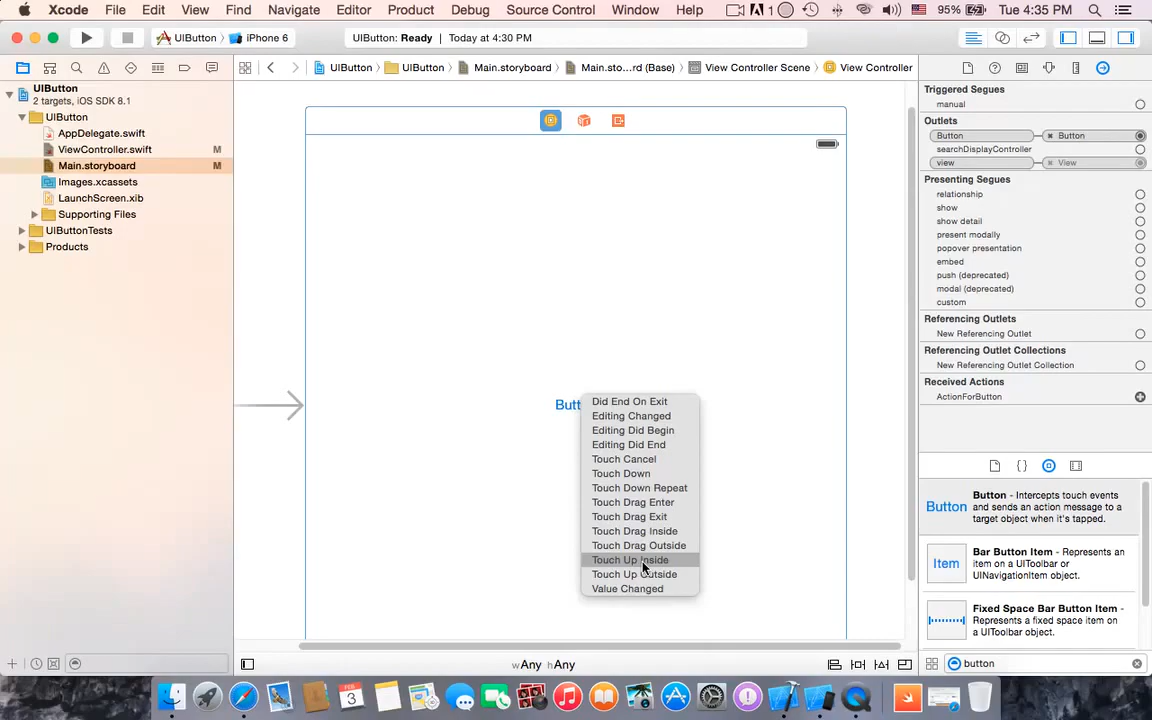 Xcode File Edit View Find Navigate Editor Product Debug Source Control Window Help 1 95% Tue 4:35 PM
UIButton iPhone 6 UIButton: Ready | Today at 4:30 PM
UIButton UIButton Main.storyboard Main.sto...rd (Base) View Controller Scene View Controller
UIButton
2 targets, iOS SDK 8.1
UIButton
AppDelegate.swift
ViewController.swift M
Main.storyboard M
Images.xcassets
LaunchScreen.xib
Supporting Files
UIButtonTests
Products
Butt
Did End On Exit
Editing Changed
Editing Did Begin
Editing Did End
Touch Cancel
Touch Down
Touch Down Repeat
Touch Drag Enter
Touch Drag Exit
Touch Drag Inside
Touch Drag Outside
Touch Up Inside
Touch Up Outside
Value Changed
wAny hAny
Triggered Segues
manual
Outlets
Button Button
searchDisplayController
view View
Presenting Segues
relationship
show
show detail
present modally
popover presentation
embed
push (deprecated)
modal (deprecated)
custom
Referencing Outlets
New Referencing Outlet
Referencing Outlet Collections
New Referencing Outlet Collection
Received Actions
ActionForButton
Button
Button - Intercepts touch events
and sends an action message to a
target object when it's tapped.
Item
Bar Button Item - Represents an
item on a UIToolbar or
UINavigationItem object.
Fixed Space Bar Button Item -
Represents a fixed space item on
a UIToolbar object.
button
FEB
3